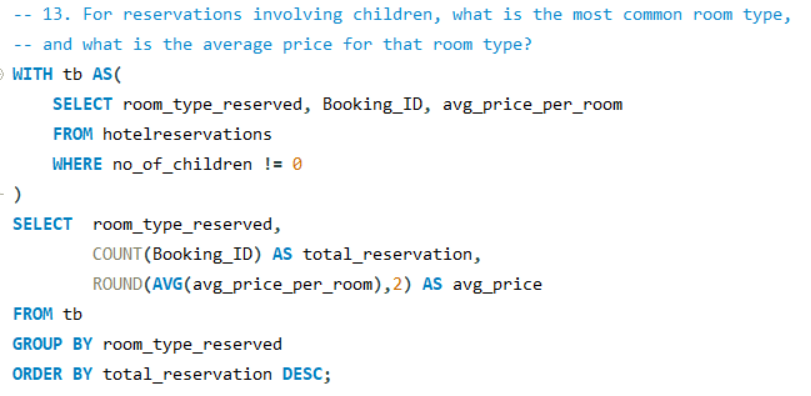 -- 13. For reservations involving children, what is the most common room type,
-- and what is the average price for that room type?
WITH tb AS(
    SELECT room_type_reserved, Booking_ID, avg_price_per_room
    FROM hotelreservations
    WHERE no_of_children != 0
)
SELECT  room_type_reserved,
        COUNT(Booking_ID) AS total_reservation,
        ROUND(AVG(avg_price_per_room),2) AS avg_price
FROM tb
GROUP BY room_type_reserved
ORDER BY total_reservation DESC;